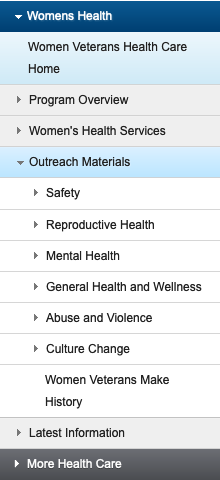 Womens Health
Women Veterans Health Care
Home
Program Overview
Women's Health Services
Outreach Materials
Safety
Reproductive Health
Mental Health
General Health and Wellness
Abuse and Violence
Culture Change
Women Veterans Make
History
Latest Information
More Health Care